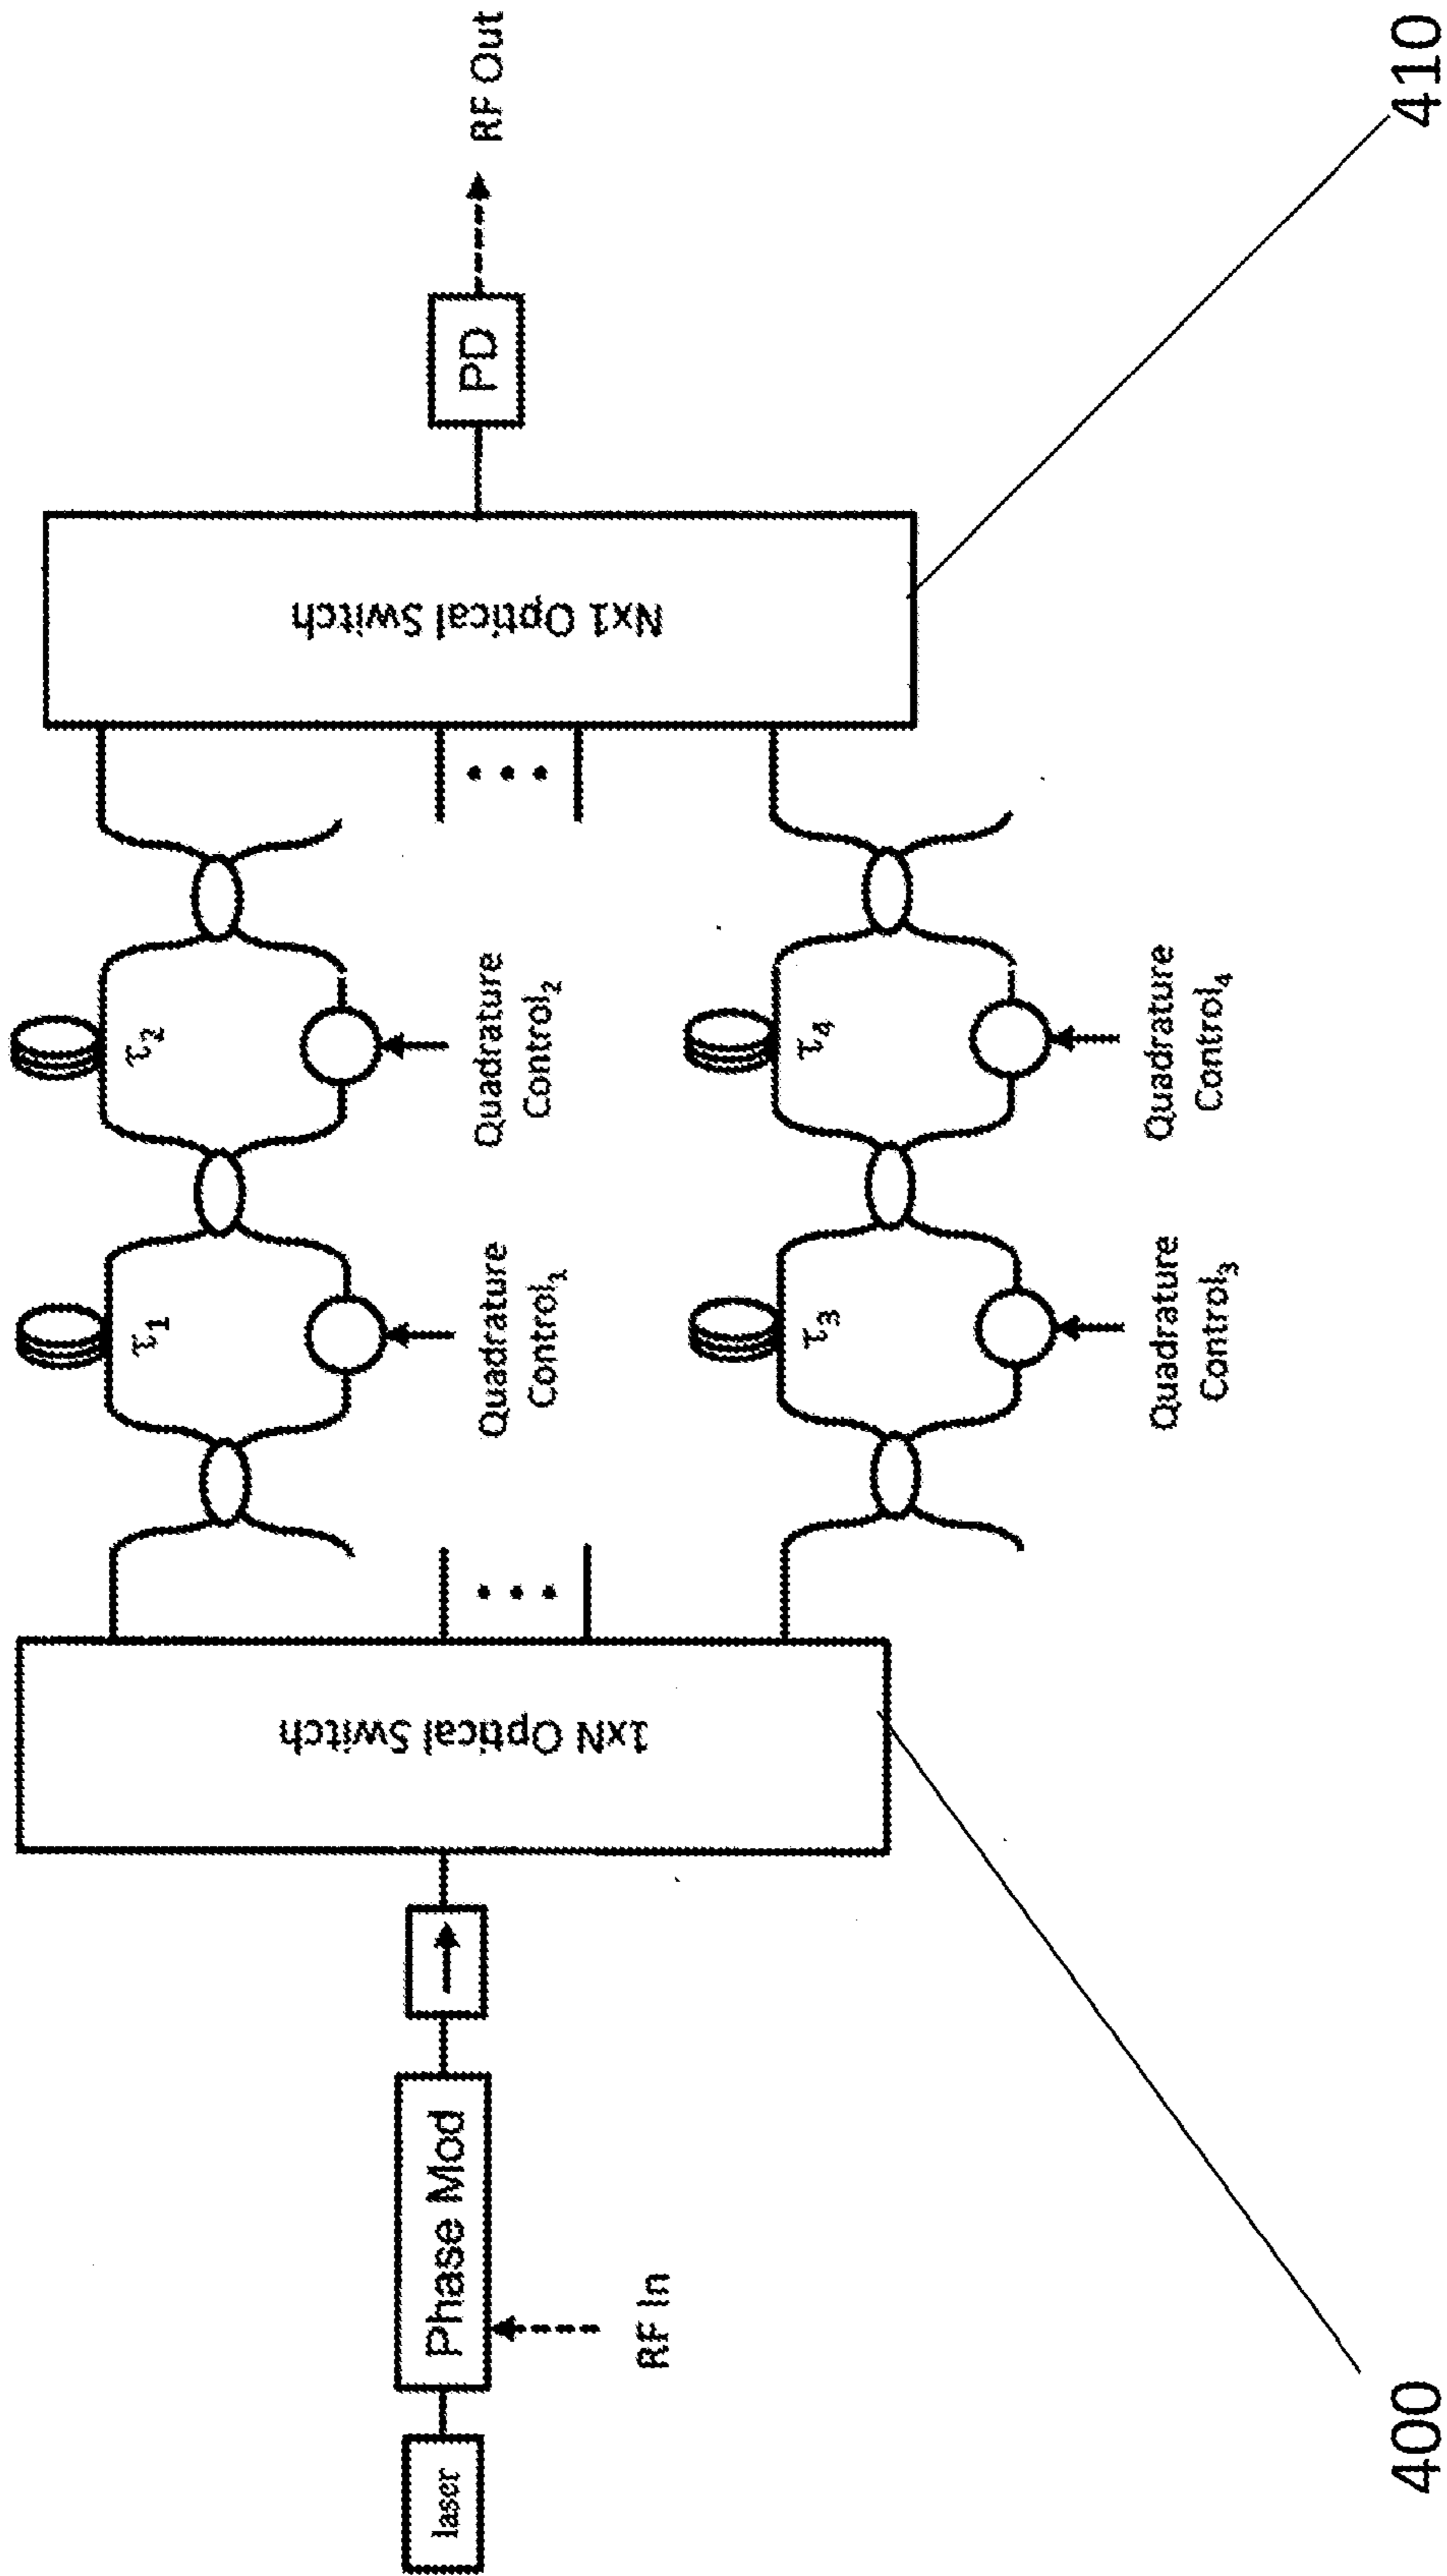 laser
Phase Mod
RF In
1xN Optical Switch
τ₁
Quadrature
Control₁
τ₂
Quadrature
Control₂
τ₃
Quadrature
Control₃
τ₄
Quadrature
Control₄
Nx1 Optical Switch
PD
RF Out
400
410